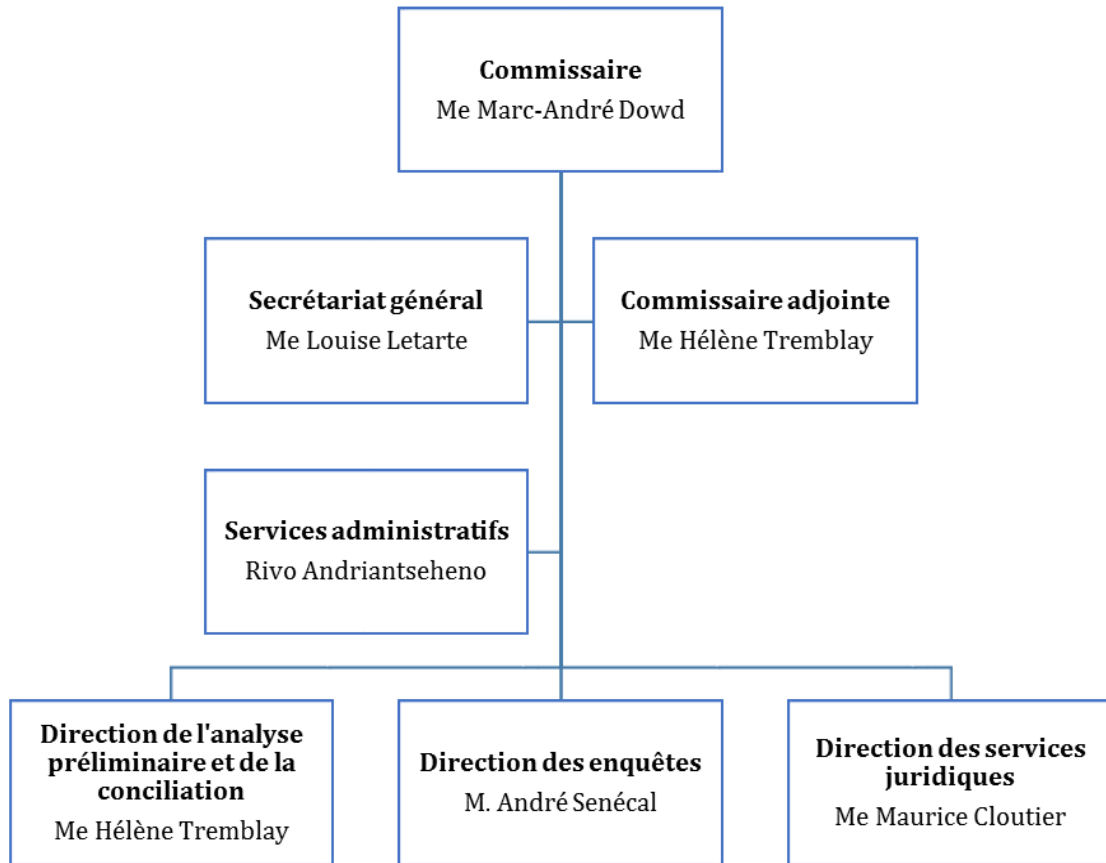 Commissaire
Me Marc-André Dowd
Secrétariat général
Me Louise Letarte
Commissaire adjointe
Me Hélène Tremblay
Services administratifs
Rivo Andriantseheno
Direction de l'analyse
préliminaire et de la
conciliation
Me Hélène Tremblay
Direction des enquêtes
M. André Senécal
Direction des services
juridiques
Me Maurice Cloutier